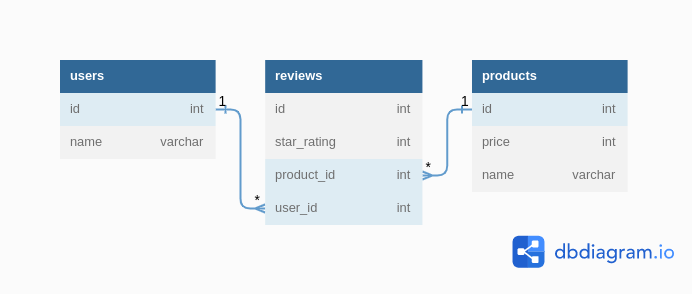 users
id int
name varchar
1
*
reviews
id int
star_rating int
product_id int
user_id int
*
1
products
id int
price int
name varchar
dbdiagram.io